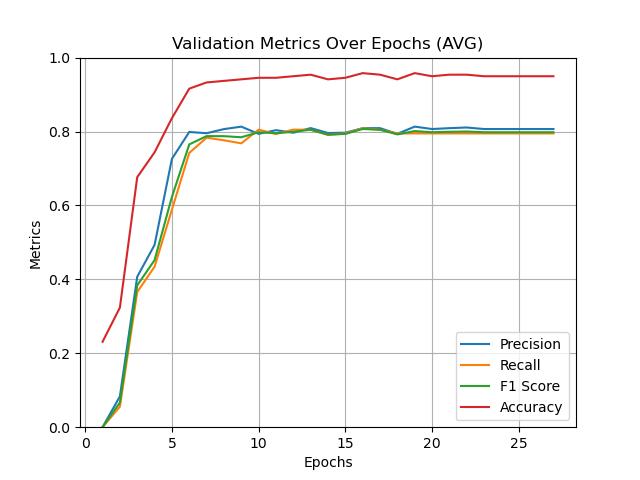 Validation Metrics Over Epochs (AVG)
1.0
0.8
0.6
0.4
0.2
0.0
Metrics
Precision
Recall
F1 Score
Accuracy
0 5 10 15 20 25
Epochs